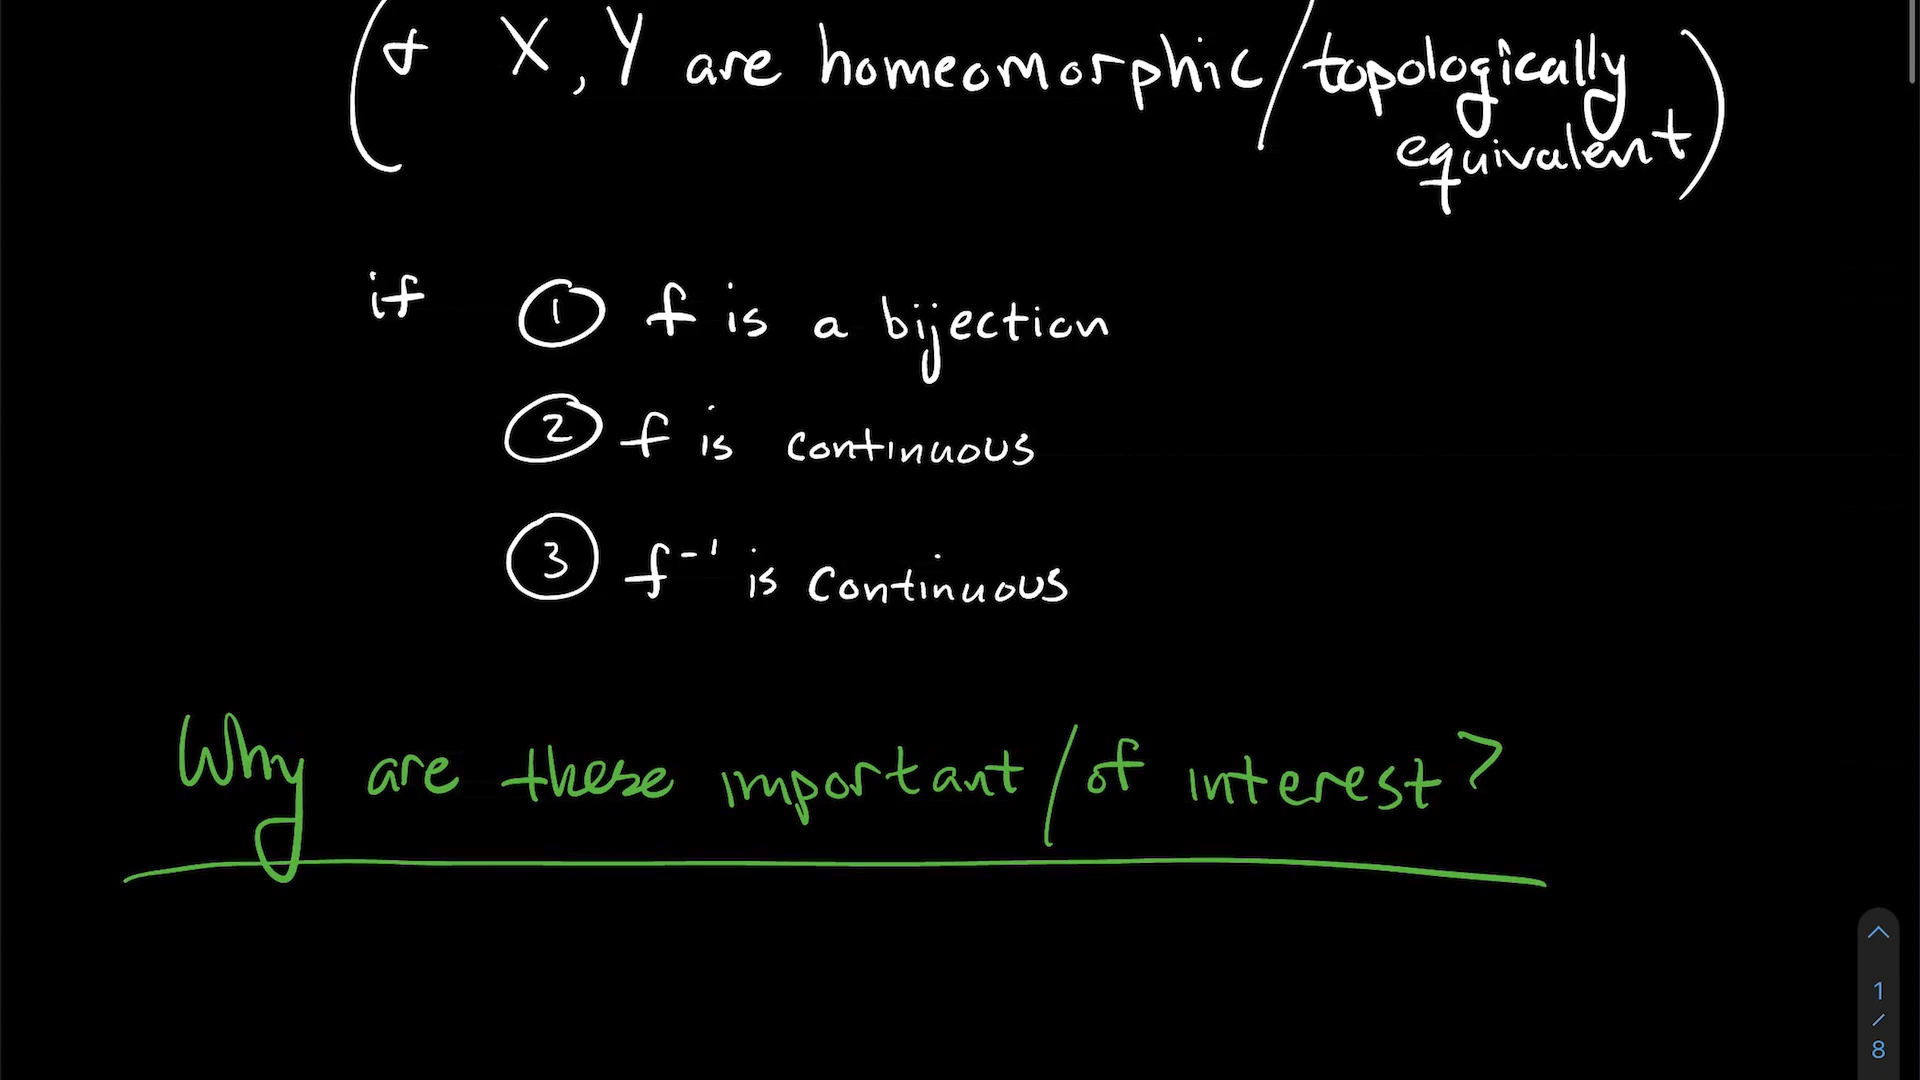 (& X, Y are homeomorphic/topologically
equivalent)
if ① f is a bijection
② f is continuous
③ f⁻¹ is continuous
Why are these important/of interest?
1
/
8